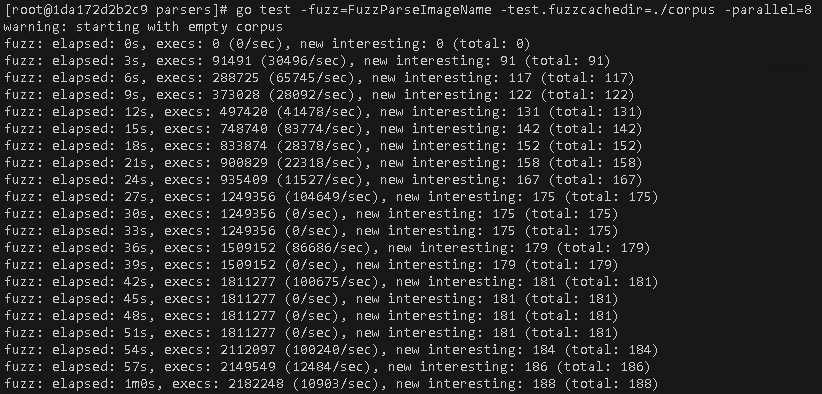 [root@1da172d2b2c9 parsers]# go test -fuzz=FuzzParseImageName -test.fuzzcachedir=./corpus -parallel=8
warning: starting with empty corpus
fuzz: elapsed: 0s, execs: 0 (0/sec), new interesting: 0 (total: 0)
fuzz: elapsed: 3s, execs: 91491 (30496/sec), new interesting: 91 (total: 91)
fuzz: elapsed: 6s, execs: 288725 (65745/sec), new interesting: 117 (total: 117)
fuzz: elapsed: 9s, execs: 373028 (28092/sec), new interesting: 122 (total: 122)
fuzz: elapsed: 12s, execs: 497420 (41478/sec), new interesting: 131 (total: 131)
fuzz: elapsed: 15s, execs: 748740 (83774/sec), new interesting: 142 (total: 142)
fuzz: elapsed: 18s, execs: 833874 (28378/sec), new interesting: 152 (total: 152)
fuzz: elapsed: 21s, execs: 900829 (22318/sec), new interesting: 158 (total: 158)
fuzz: elapsed: 24s, execs: 935409 (11527/sec), new interesting: 167 (total: 167)
fuzz: elapsed: 27s, execs: 1249356 (104649/sec), new interesting: 175 (total: 175)
fuzz: elapsed: 30s, execs: 1249356 (0/sec), new interesting: 175 (total: 175)
fuzz: elapsed: 33s, execs: 1249356 (0/sec), new interesting: 175 (total: 175)
fuzz: elapsed: 36s, execs: 1509152 (86686/sec), new interesting: 179 (total: 179)
fuzz: elapsed: 39s, execs: 1509152 (0/sec), new interesting: 179 (total: 179)
fuzz: elapsed: 42s, execs: 1811277 (100675/sec), new interesting: 181 (total: 181)
fuzz: elapsed: 45s, execs: 1811277 (0/sec), new interesting: 181 (total: 181)
fuzz: elapsed: 48s, execs: 1811277 (0/sec), new interesting: 181 (total: 181)
fuzz: elapsed: 51s, execs: 1811277 (0/sec), new interesting: 181 (total: 181)
fuzz: elapsed: 54s, execs: 2112097 (100240/sec), new interesting: 184 (total: 184)
fuzz: elapsed: 57s, execs: 2149549 (12484/sec), new interesting: 186 (total: 186)
fuzz: elapsed: 1m0s, execs: 2182248 (10903/sec), new interesting: 188 (total: 188)